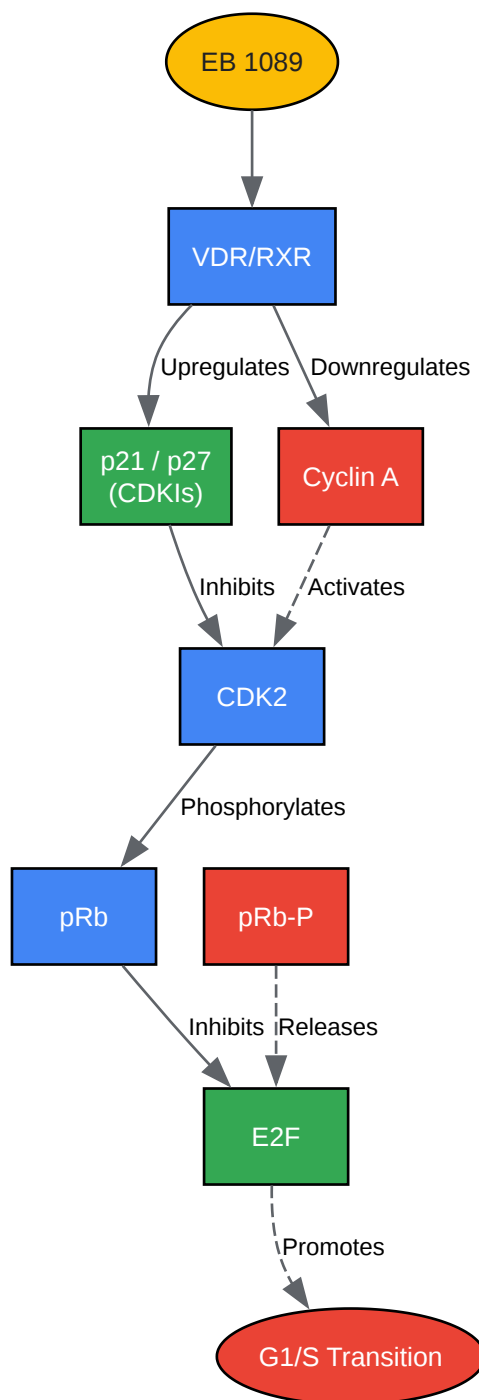 EB 1089
VDR/RXR
Upregulates
Downregulates
p21 / p27
(CDKIs)
Cyclin A
Inhibits
Activates
CDK2
Phosphorylates
pRb
pRb-P
Inhibits
Releases
E2F
Promotes
G1/S Transition